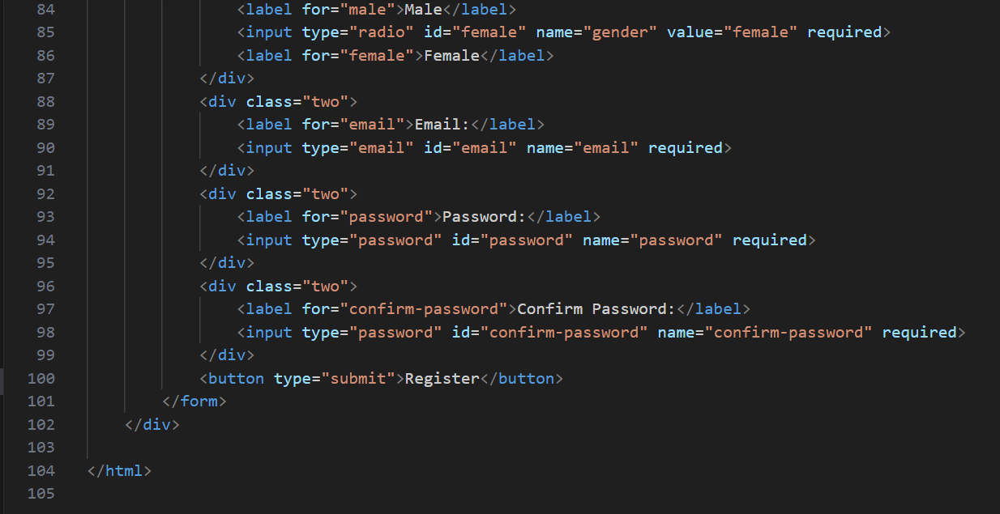 84 <label for="male">Male</label>
85 <input type="radio" id="female" name="gender" value="female" required>
86 <label for="female">Female</label>
87 </div>
88 <div class="two">
89 <label for="email">Email:</label>
90 <input type="email" id="email" name="email" required>
91 </div>
92 <div class="two">
93 <label for="password">Password:</label>
94 <input type="password" id="password" name="password" required>
95 </div>
96 <div class="two">
97 <label for="confirm-password">Confirm Password:</label>
98 <input type="password" id="confirm-password" name="confirm-password" required>
99 </div>
100 <button type="submit">Register</button>
101 </form>
102 </div>
103
104 </html>
105